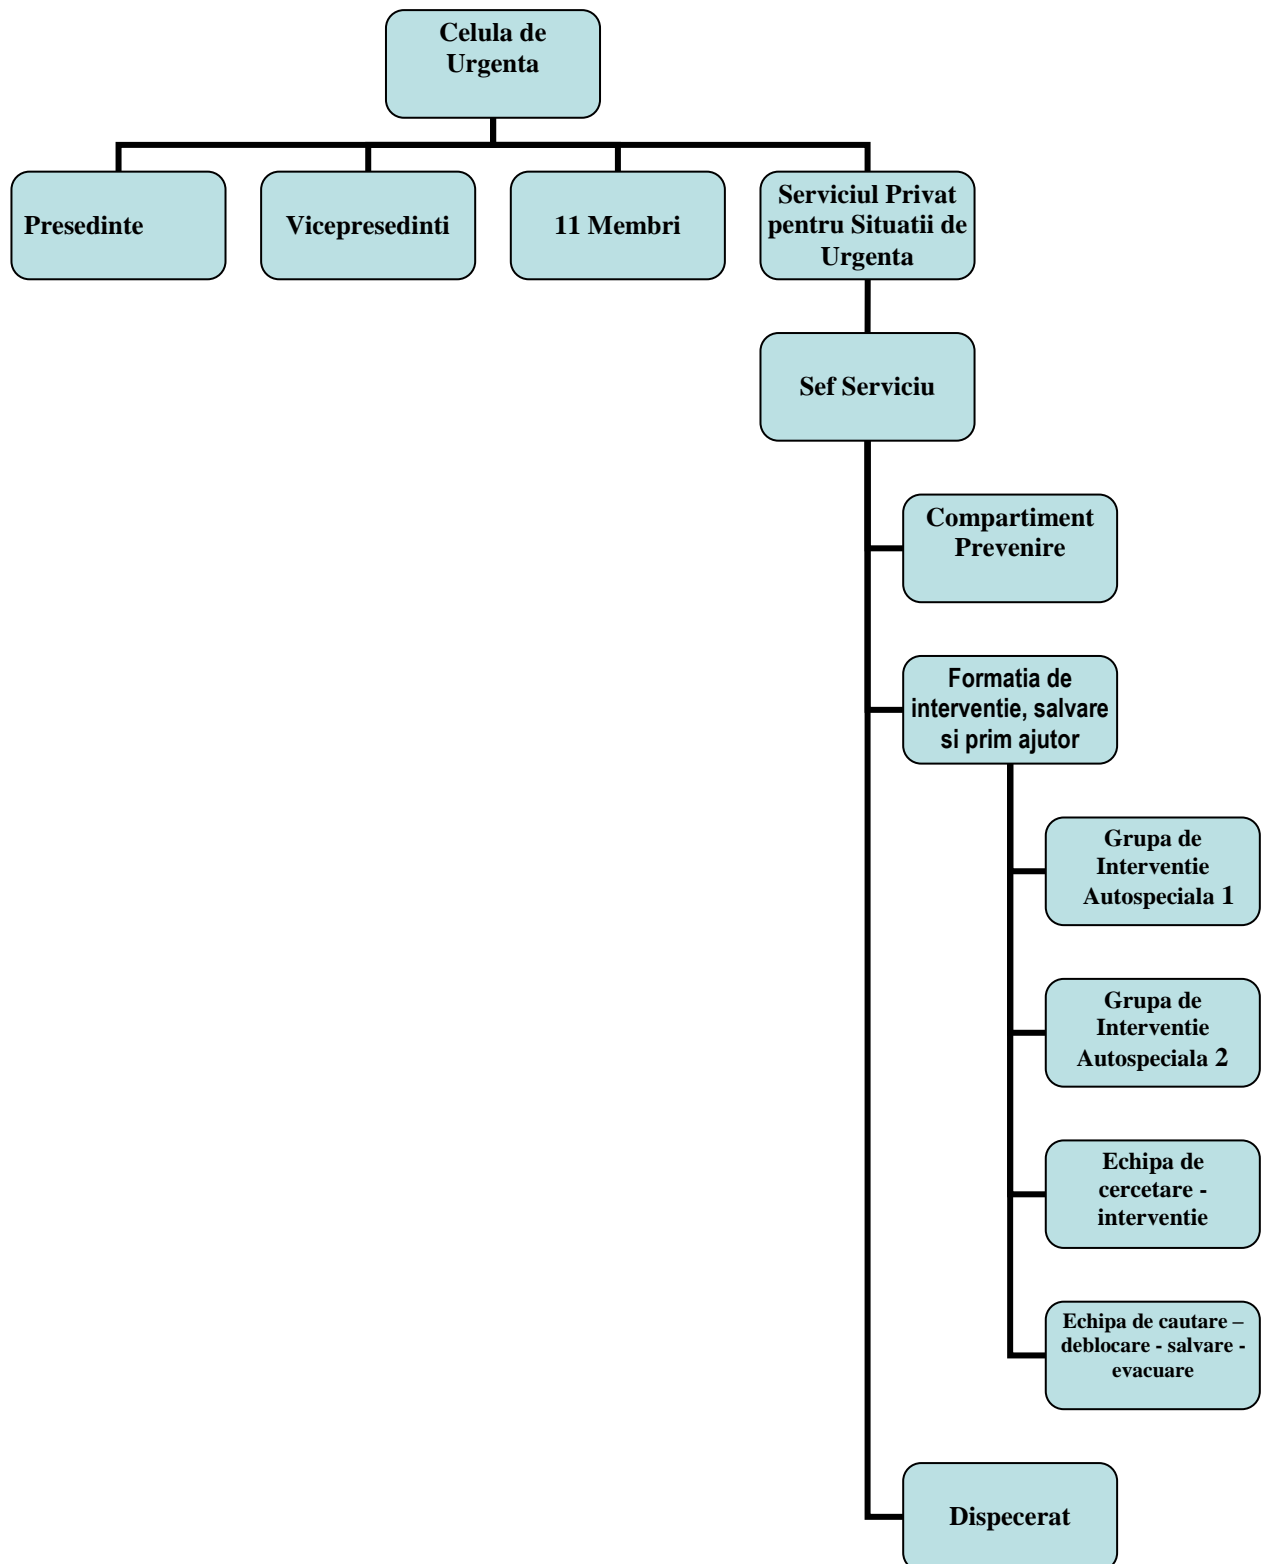 Celula de
Urgenta
Presedinte
Vicepresedinti
11 Membri
Serviciul Privat
pentru Situatii de
Urgenta
Sef Serviciu
Compartiment
Prevenire
Formatia de
interventie, salvare
si prim ajutor
Grupa de
Interventie
Autospeciala 1
Grupa de
Interventie
Autospeciala 2
Echipa de
cercetare -
interventie
Echipa de cautare –
deblocare - salvare -
evacuare
Dispecerat